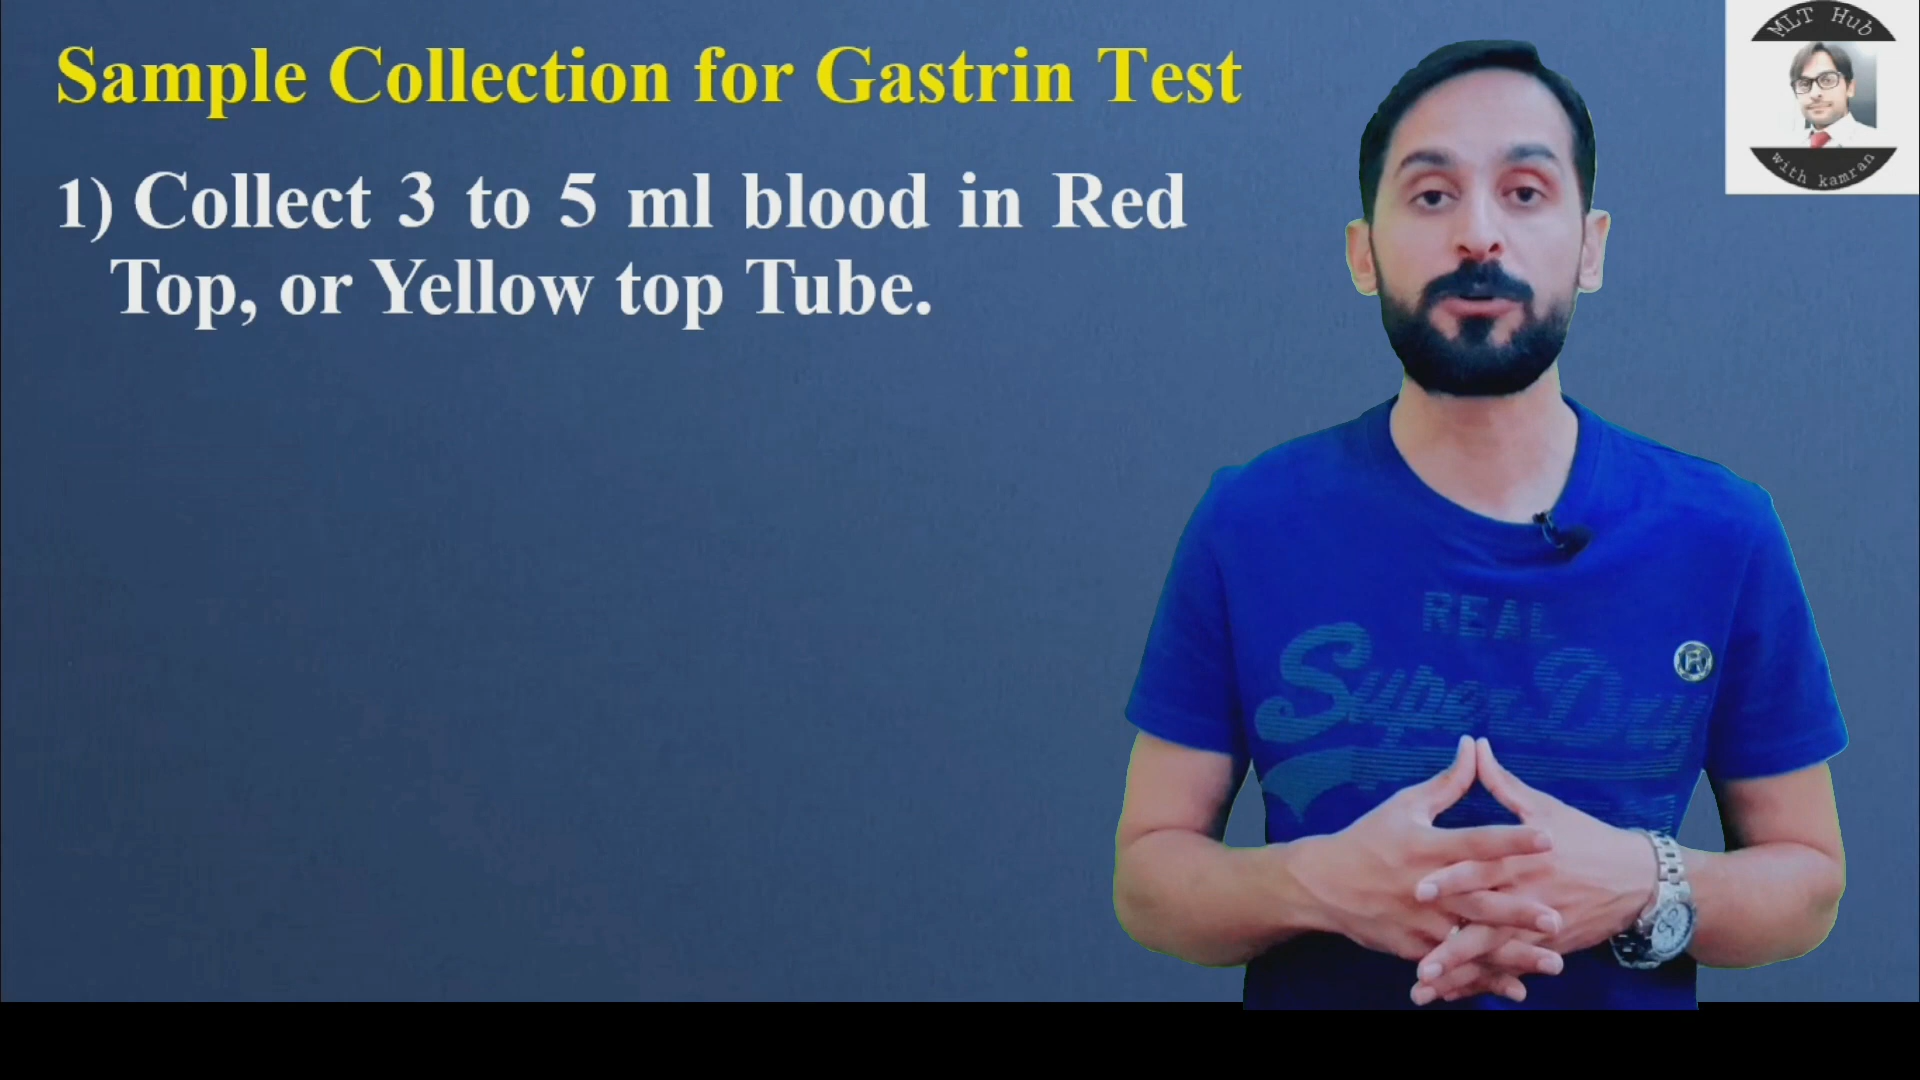 Sample Collection for Gastrin Test
MLT Hub
with kamran
1) Collect 3 to 5 ml blood in Red
Top, or Yellow top Tube.
REAL
SuperDry
R